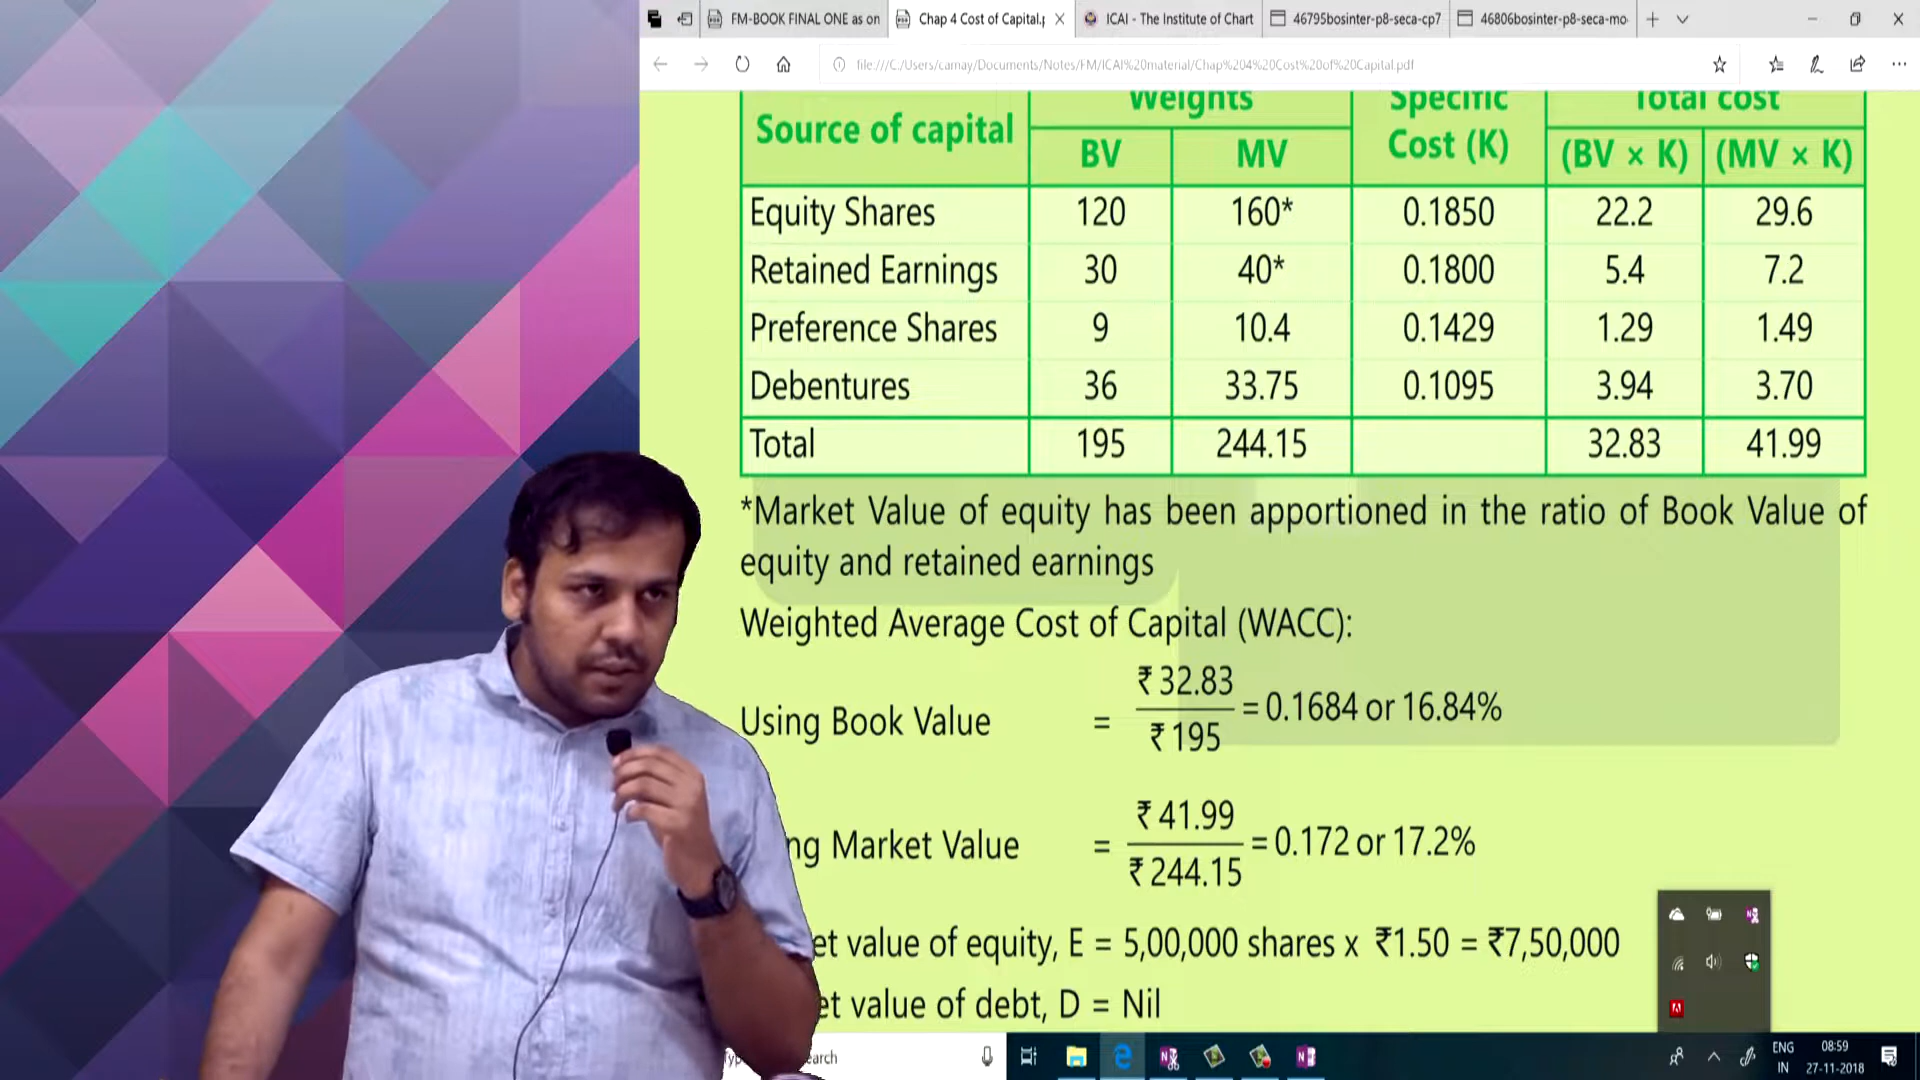 FM-BOOK FINAL ONE as on
Chap 4 Cost of Capital.p
ICAI - The Institute of Chart
46795bosinter-p8-seca-cp7
46806bosinter-p8-seca-mo
file:///C:/Users/camay/Documents/Notes/FM/ICAI%20material/Chap%204%20Cost%20of%20Capital.pdf
Source of capital Weights Specific Cost (K) Total cost
BV MV (BV × K) (MV × K)
Equity Shares 120 160* 0.1850 22.2 29.6
Retained Earnings 30 40* 0.1800 5.4 7.2
Preference Shares 9 10.4 0.1429 1.29 1.49
Debentures 36 33.75 0.1095 3.94 3.70
Total 195 244.15 32.83 41.99
*Market Value of equity has been apportioned in the ratio of Book Value of
equity and retained earnings
Weighted Average Cost of Capital (WACC):
Using Book Value = ₹ 32.83 / ₹ 195 = 0.1684 or 16.84%
ng Market Value = ₹ 41.99 / ₹ 244.15 = 0.172 or 17.2%
et value of equity, E = 5,00,000 shares x ₹1.50 = ₹7,50,000
et value of debt, D = Nil
earch
ENG
IN
08:59
27-11-2018